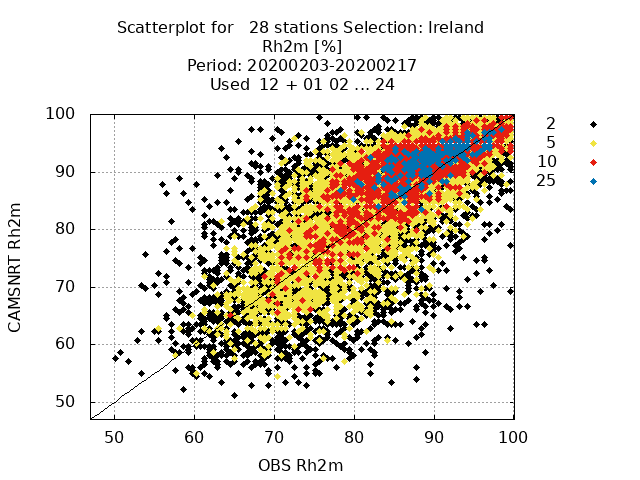 Scatterplot for   28 stations Selection: Ireland
Rh2m [%]
Period: 20200203-20200217
Used  12 + 01 02 ... 24
CAMSNRT Rh2m
100
90
80
70
60
50
50 60 70 80 90 100
OBS Rh2m
2
5
10
25